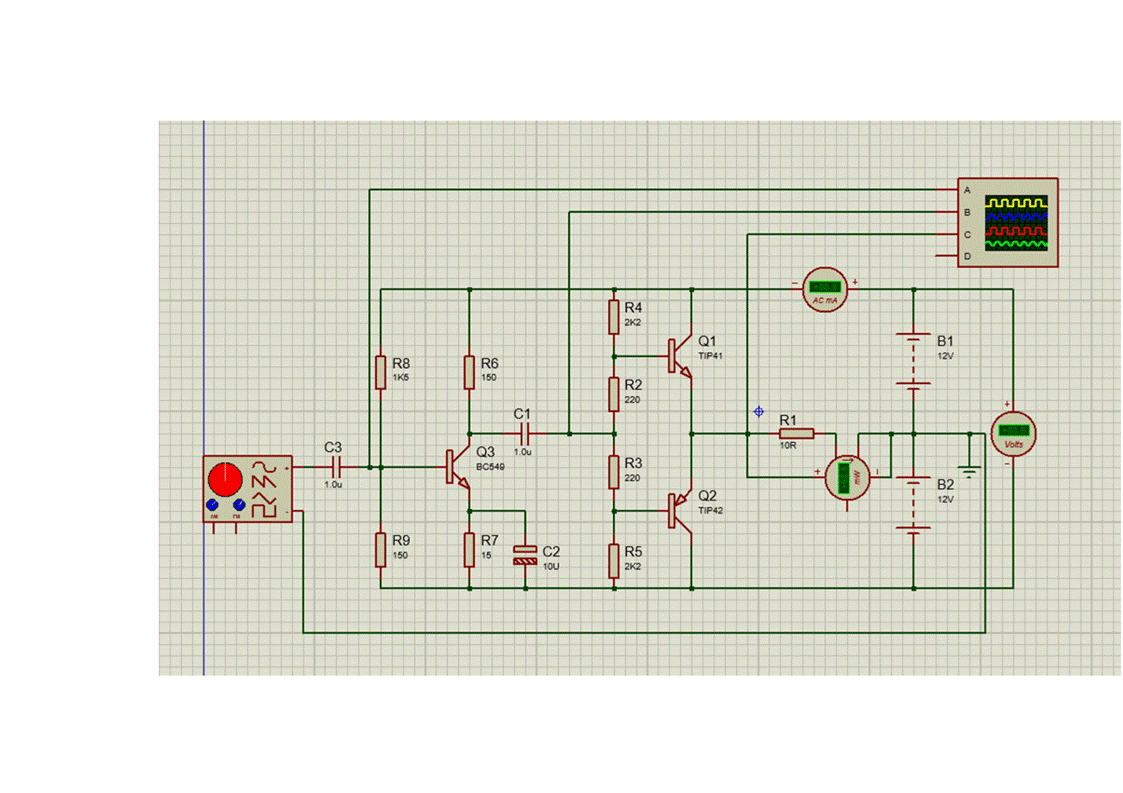 A
B
C
D
AC mA
R4
2K2
Q1
TIP41
B1
12V
R8
1K5
R6
150
R2
220
C1
1.0u
R1
10R
Volts
C3
1.0u
Q3
BC549
R3
220
mW
Q2
TIP42
B2
12V
R9
150
R7
15
C2
10U
R5
2K2